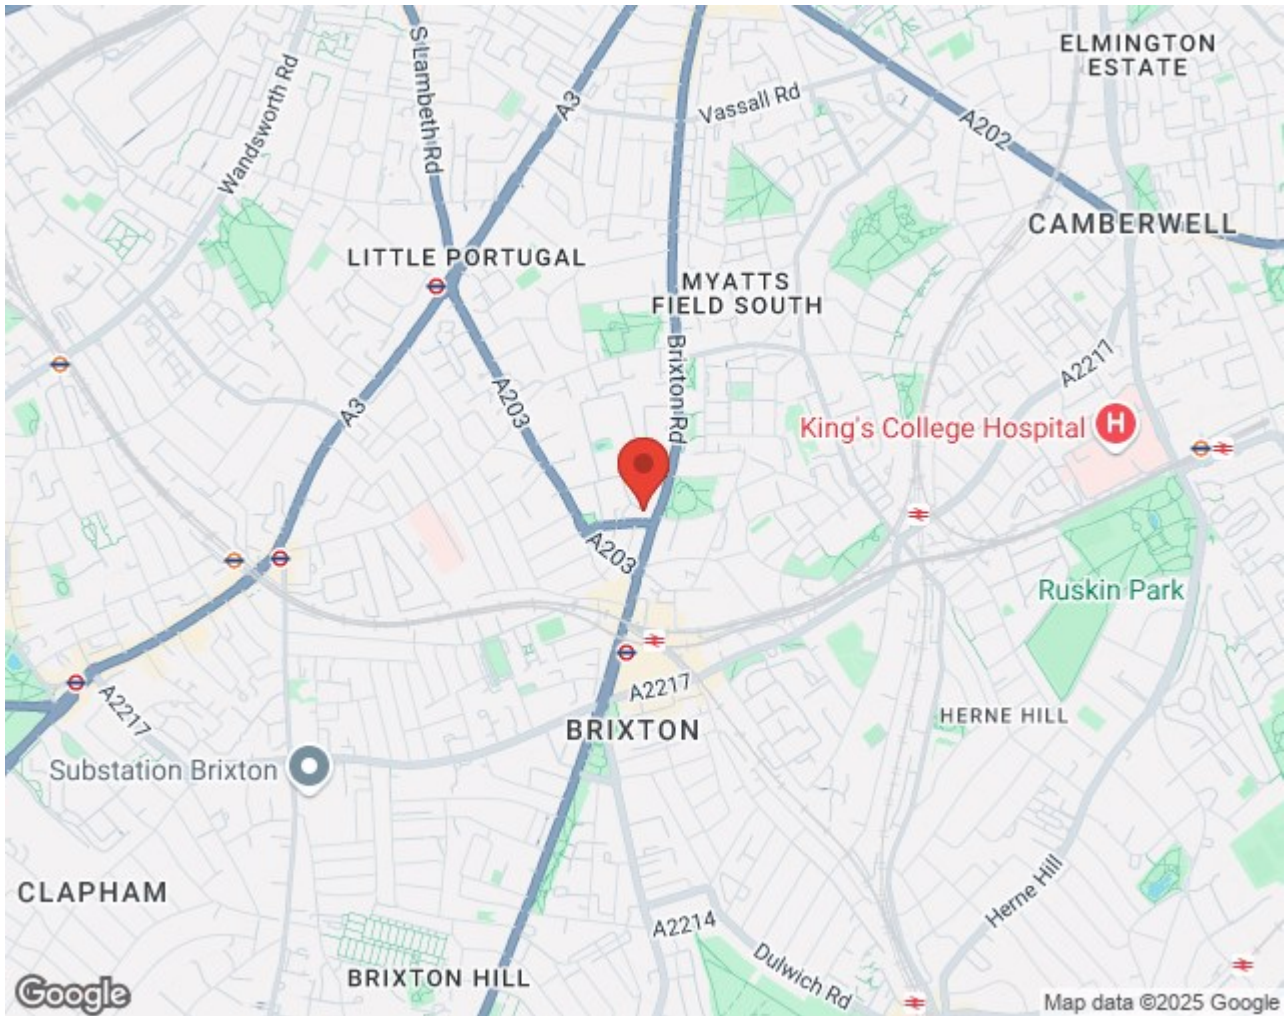 ELMINGTON
ESTATE
S Lambeth Rd
Wandsworth Rd
A3
Vassall Rd
A202
CAMBERWELL
LITTLE PORTUGAL
MYATTS
FIELD SOUTH
Brixton Rd
A2217
A203
A3
King's College Hospital
H
A203
Ruskin Park
A2217
A2217
BRIXTON
HERNE HILL
Substation Brixton
CLAPHAM
Herne Hill
A2214
Dulwich Rd
BRIXTON HILL
Google
Map data ©2025 Google